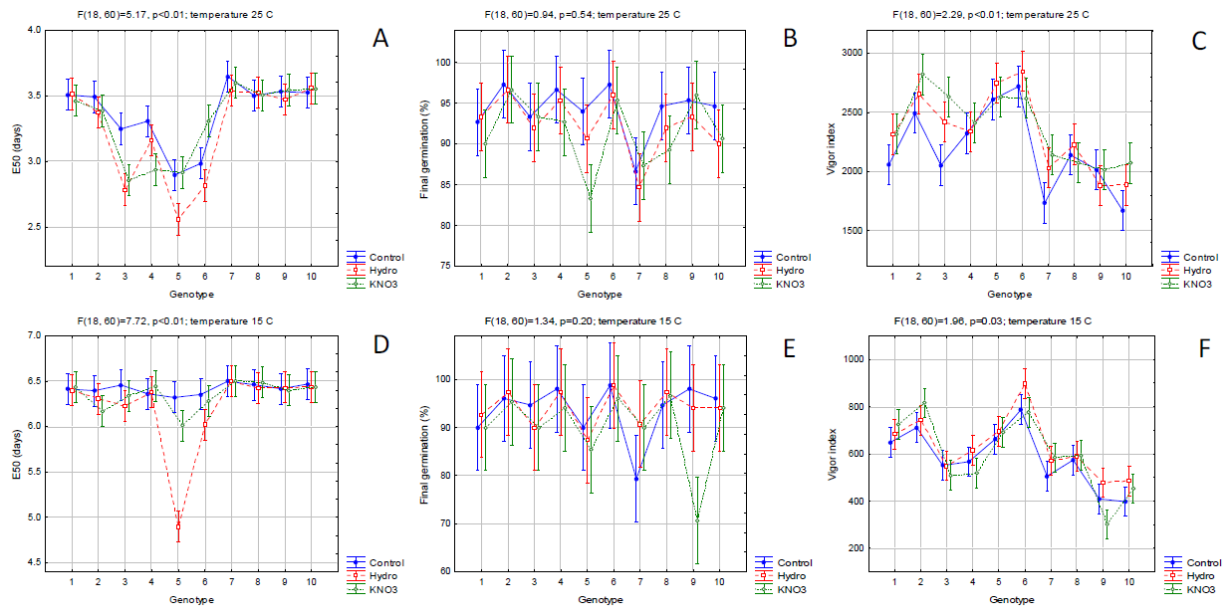 F(18, 60)=5.17, p<0.01; temperature 25 C
A
E50 (days)
4.0
3.5
3.0
2.5
1 2 3 4 5 6 7 8 9 10
Genotype
Control
Hydro
KNO3
F(18, 60)=0.94, p=0.54; temperature 25 C
B
Final germination (%)
100
95
90
85
80
75
1 2 3 4 5 6 7 8 9 10
Genotype
Control
Hydro
KNO3
F(18, 60)=2.29, p<0.01; temperature 25 C
C
Vigor index
3000
2500
2000
1500
1 2 3 4 5 6 7 8 9 10
Genotype
Control
Hydro
KNO3
F(18, 60)=7.72, p<0.01; temperature 15 C
D
E50 (days)
7.0
6.5
6.0
5.5
5.0
4.5
1 2 3 4 5 6 7 8 9 10
Genotype
Control
Hydro
KNO3
F(18, 60)=1.34, p=0.20; temperature 15 C
E
Final germination (%)
100
90
80
70
60
1 2 3 4 5 6 7 8 9 10
Genotype
Control
Hydro
KNO3
F(18, 60)=1.96, p=0.03; temperature 15 C
F
Vigor index
1000
800
600
400
200
1 2 3 4 5 6 7 8 9 10
Genotype
Control
Hydro
KNO3